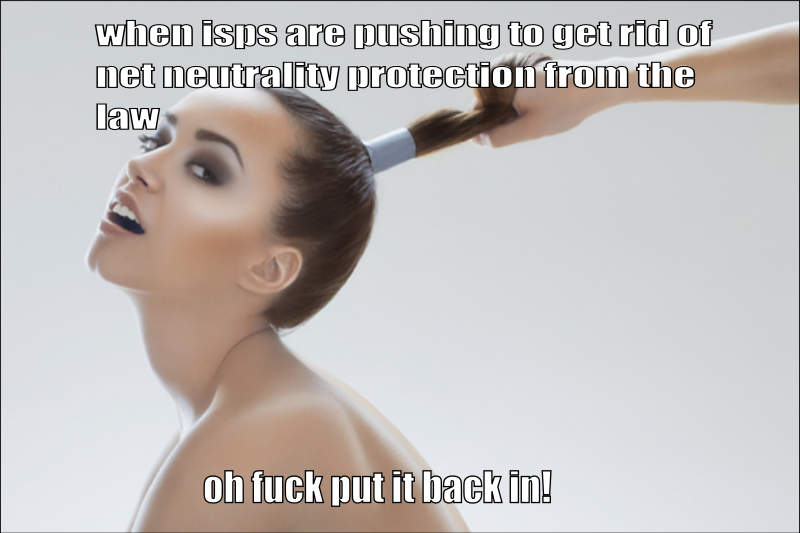 when isps are pushing to get rid of
net neutrality protection from the
law
oh fuck put it back in!